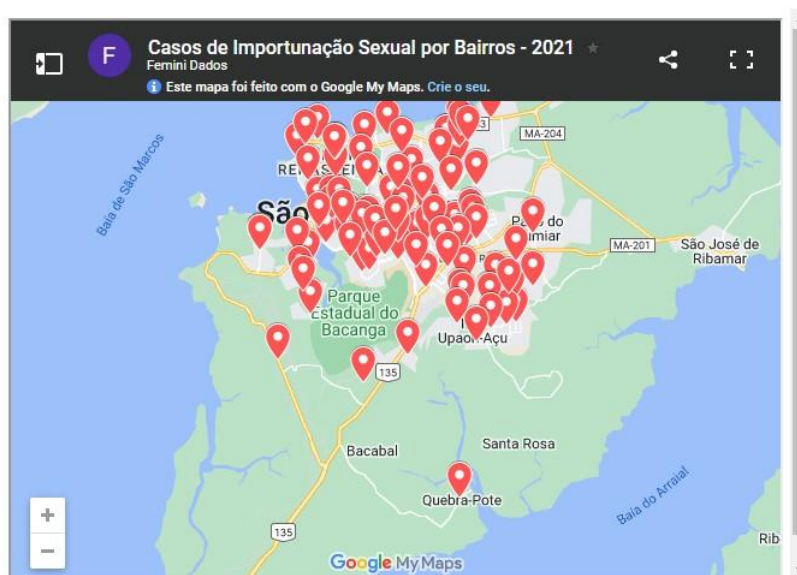 F
Casos de Importunação Sexual por Bairros - 2021
Femini Dados
Este mapa foi feito com o Google My Maps. Crie o seu.
MA-204
Baía de São Marcos
São
MA-201
São José de
Ribamar
Parque
Estadual do
Bacanga
Upaon-Açu
135
Bacabal
Santa Rosa
Quebra-Pote
Baía do Arraial
135
Rib
+
−
Google My Maps